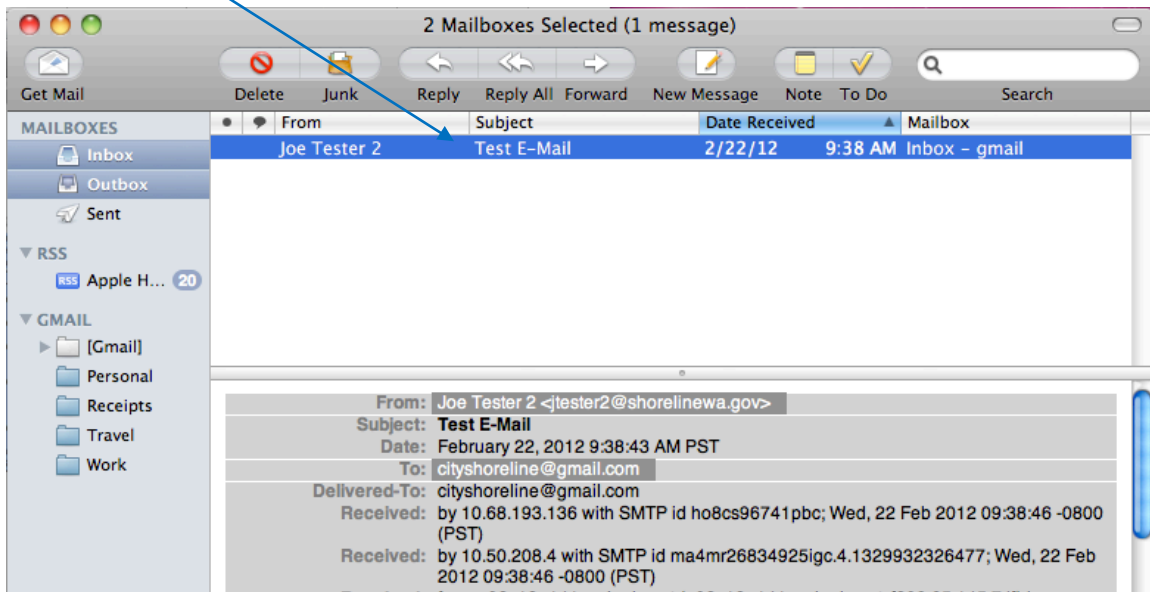 2 Mailboxes Selected (1 message)
Get Mail Delete Junk Reply Reply All Forward New Message Note To Do Search
MAILBOXES
Inbox
Outbox
Sent
RSS
RSS Apple H... 20
GMAIL
[Gmail]
Personal
Receipts
Travel
Work
From Subject Date Received Mailbox
Joe Tester 2 Test E-Mail 2/22/12 9:38 AM Inbox – gmail
From: Joe Tester 2 <jtester2@shorelinewa.gov>
Subject: Test E-Mail
Date: February 22, 2012 9:38:43 AM PST
To: cityshoreline@gmail.com
Delivered-To: cityshoreline@gmail.com
Received: by 10.68.193.136 with SMTP id ho8cs96741pbc; Wed, 22 Feb 2012 09:38:46 -0800
(PST)
Received: by 10.50.208.4 with SMTP id ma4mr26834925igc.4.1329932326477; Wed, 22 Feb
2012 09:38:46 -0800 (PST)